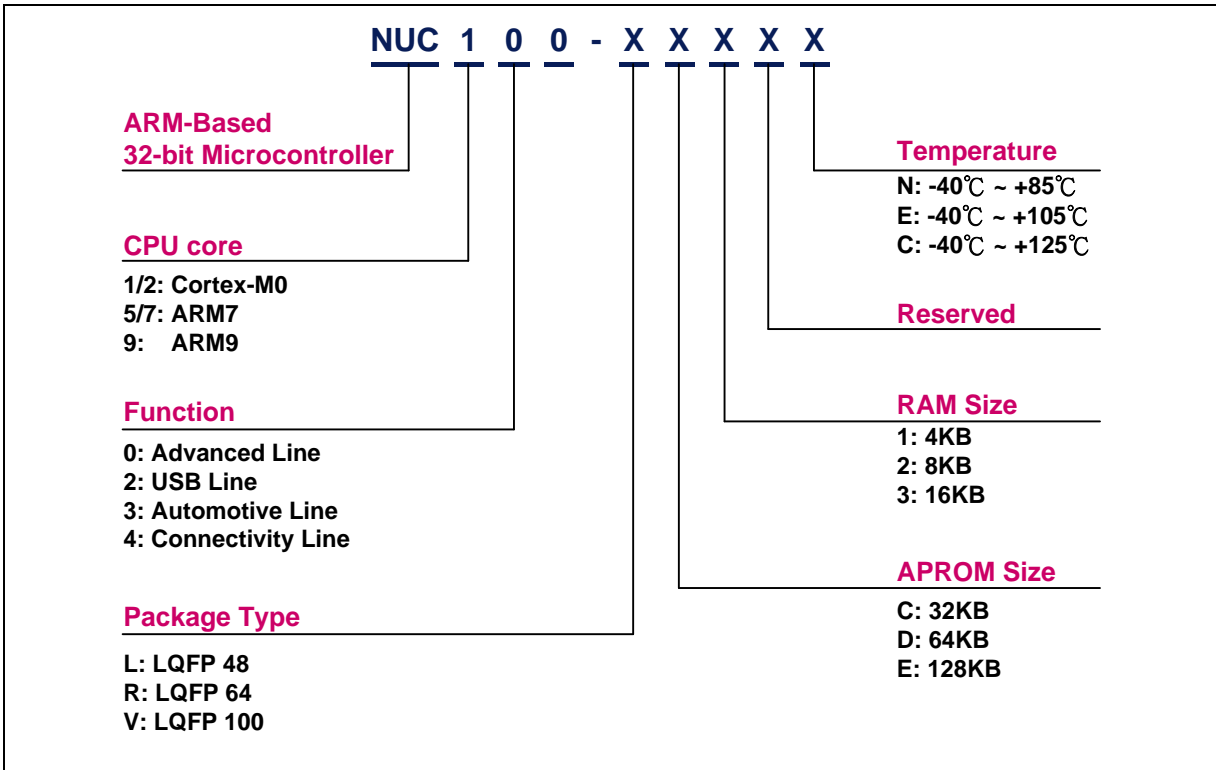 NUC 1 0 0 - X X X X X
ARM-Based
32-bit Microcontroller
CPU core
1/2: Cortex-M0
5/7: ARM7
9: ARM9
Function
0: Advanced Line
2: USB Line
3: Automotive Line
4: Connectivity Line
Package Type
L: LQFP 48
R: LQFP 64
V: LQFP 100
Temperature
N: -40℃ ~ +85℃
E: -40℃ ~ +105℃
C: -40℃ ~ +125℃
Reserved
RAM Size
1: 4KB
2: 8KB
3: 16KB
APROM Size
C: 32KB
D: 64KB
E: 128KB